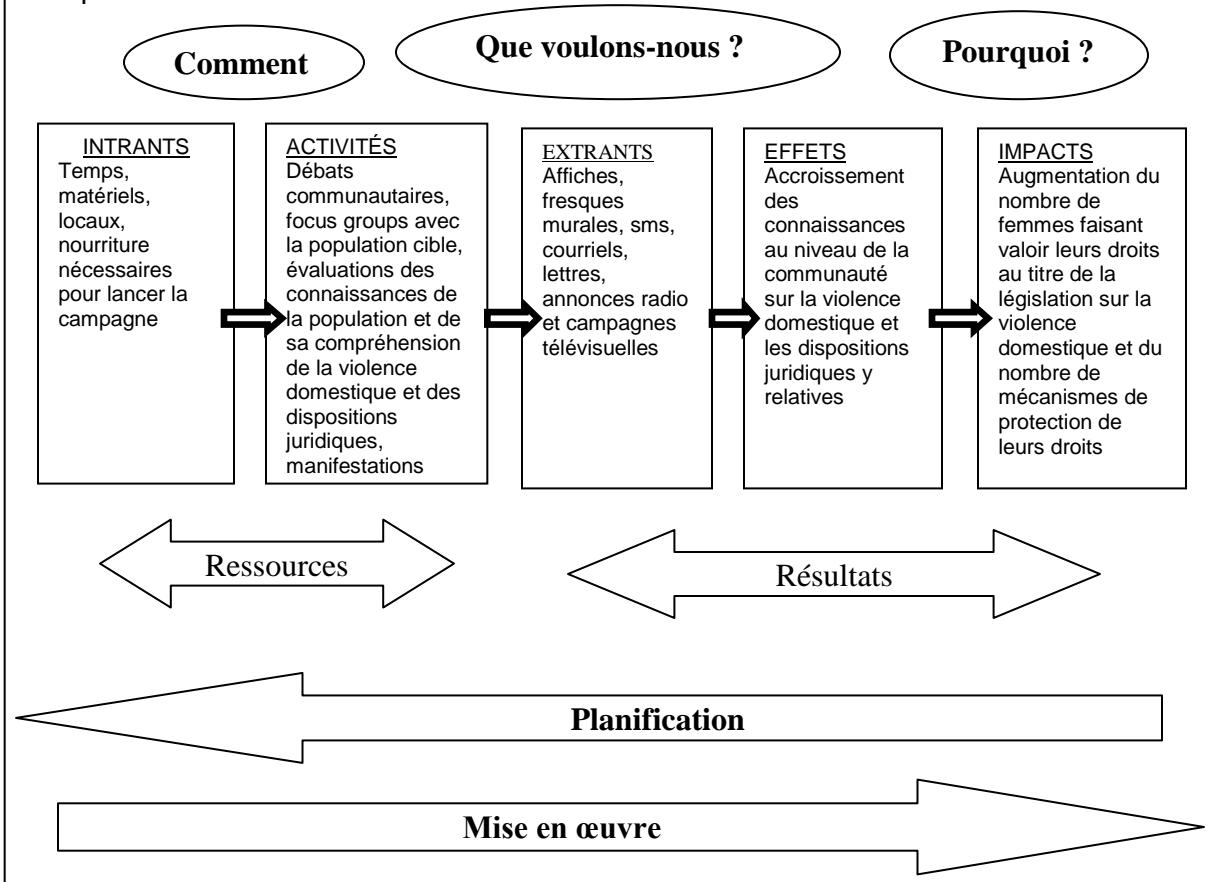 Comment
Que voulons-nous ?
Pourquoi ?
INTRANTS
Temps,
matériels,
locaux,
nourriture
nécessaires
pour lancer la
campagne
ACTIVITÉS
Débats
communautaires,
focus groups avec
la population cible,
évaluations des
connaissances de
la population et de
sa compréhension
de la violence
domestique et des
dispositions
juridiques,
manifestations
EXTRANTS
Affiches,
fresques
murales, sms,
courriels,
lettres,
annonces radio
et campagnes
télévisuelles
EFFETS
Accroissement
des
connaissances
au niveau de la
communauté
sur la violence
domestique et
les dispositions
juridiques y
relatives
IMPACTS
Augmentation du
nombre de
femmes faisant
valoir leurs droits
au titre de la
législation sur la
violence
domestique et du
nombre de
mécanismes de
protection de
leurs droits
Ressources
Résultats
Planification
Mise en œuvre